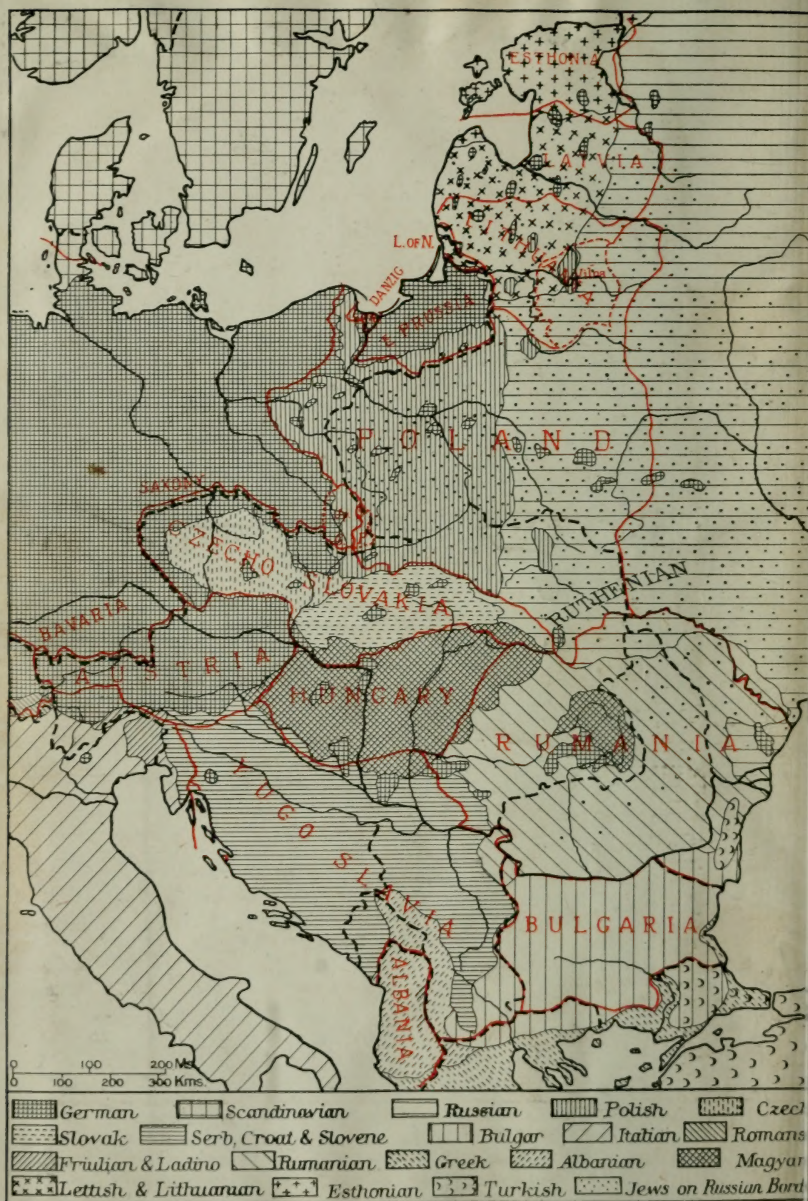 ESTHONIA
LATVIA
LITHUANIA
L. OF N.
Vilna
DANZIG
E. PRUSSIA
POLAND
SAXONY
CZECHO SLOVAKIA
RUTHENIAN
BAVARIA
AUSTRIA
HUNGARY
RUMANIA
YUGO SLAVIA
BULGARIA
ALBANIA
0 100 200 Ms.
0 100 200 300 Kms.
German Scandinavian Russian Polish Czech
Slovak Serb, Croat & Slovene Bulgar Italian Romans
Friulian & Ladino Rumanian Greek Albanian Magyar
Lettish & Lithuanian Esthonian Turkish Jews on Russian Bord